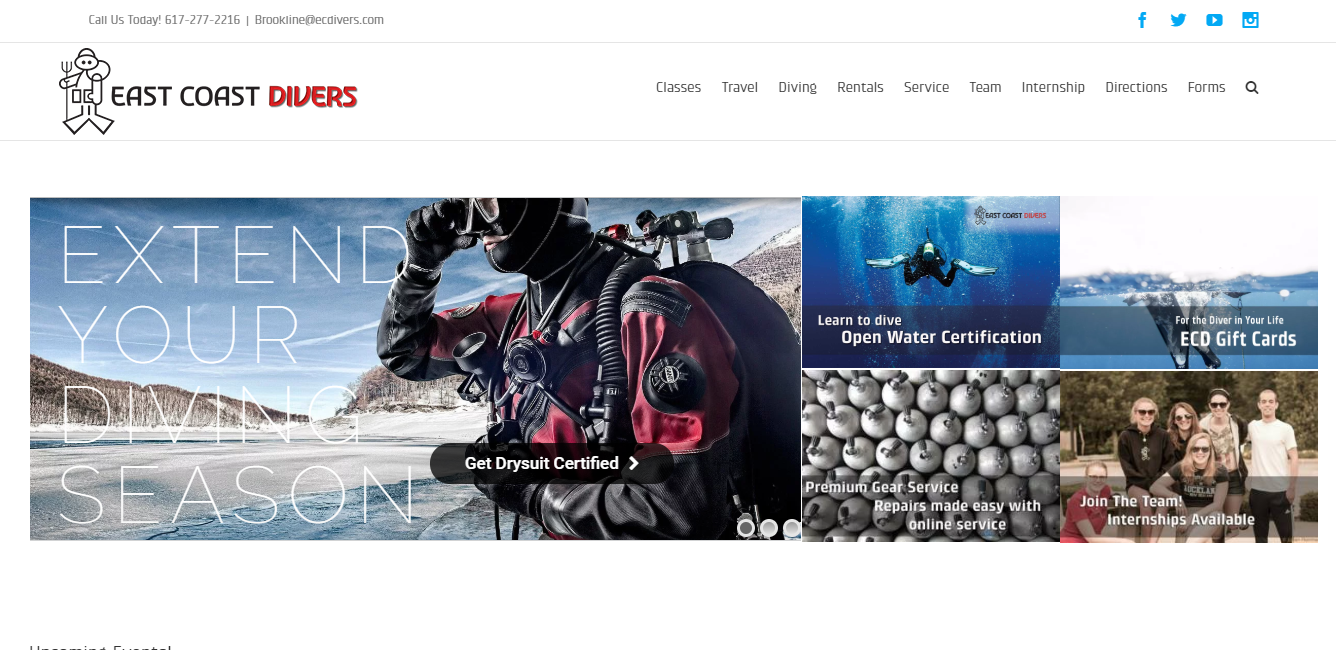 Call Us Today! 617-277-2216 | Brookline@ecdivers.com
EAST COAST DIVERS
Classes Travel Diving Rentals Service Team Internship Directions Forms
EXTEND
YOUR
DIVING
SEASON
Get Drysuit Certified
EAST COAST DIVERS
Learn to dive
Open Water Certification
For the Diver in Your Life
ECD Gift Cards
Premium Gear Service
Repairs made easy with
online service
Join The Team!
Internships Available
Upcoming Events!